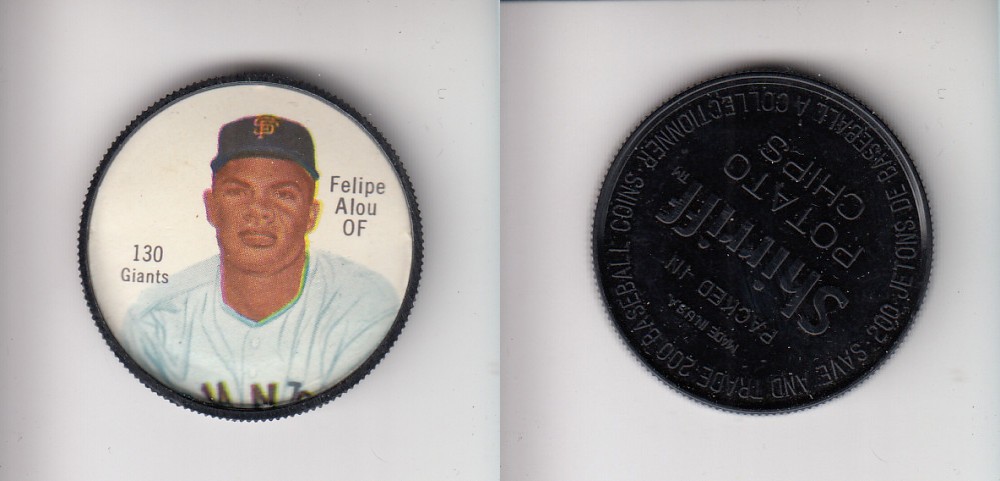 SF
Felipe
Alou
OF
130
Giants
SAVE AND TRADE·200 BASEBALL COINS·
200 JETONS DE BASEBALL A COLLECTIONNER·
MADE IN U.S.A.
PACKED IN
Shirriff
TM
POTATO
CHIPS